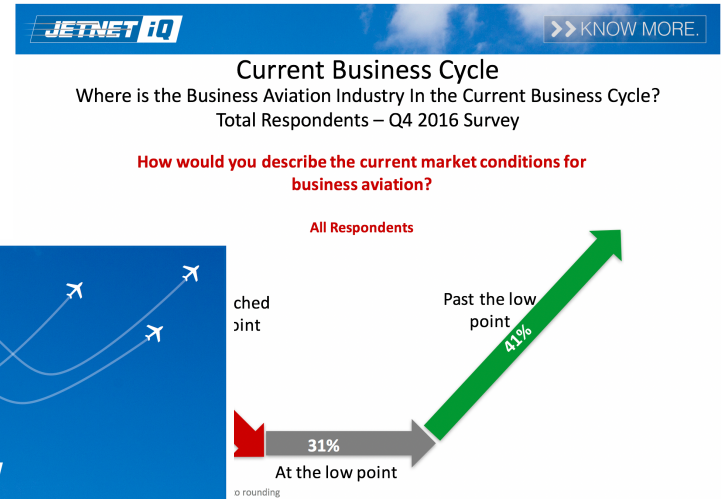 JETNET iQ
KNOW MORE.
Current Business Cycle
Where is the Business Aviation Industry In the Current Business Cycle?
Total Respondents – Q4 2016 Survey
How would you describe the current market conditions for
business aviation?
All Respondents
Past the low
point
41%
31%
At the low point
rounding